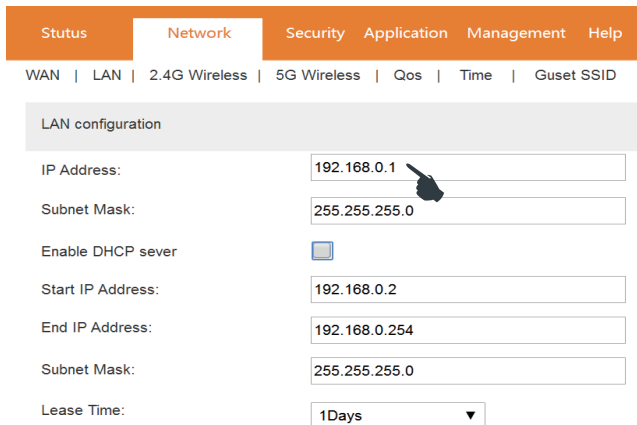 Stutus Network Security Application Management Help
WAN | LAN | 2.4G Wireless | 5G Wireless | Qos | Time | Guset SSID
LAN configuration
IP Address: 192.168.0.1
Subnet Mask: 255.255.255.0
Enable DHCP sever
Start IP Address: 192.168.0.2
End IP Address: 192.168.0.254
Subnet Mask: 255.255.255.0
Lease Time: 1Days